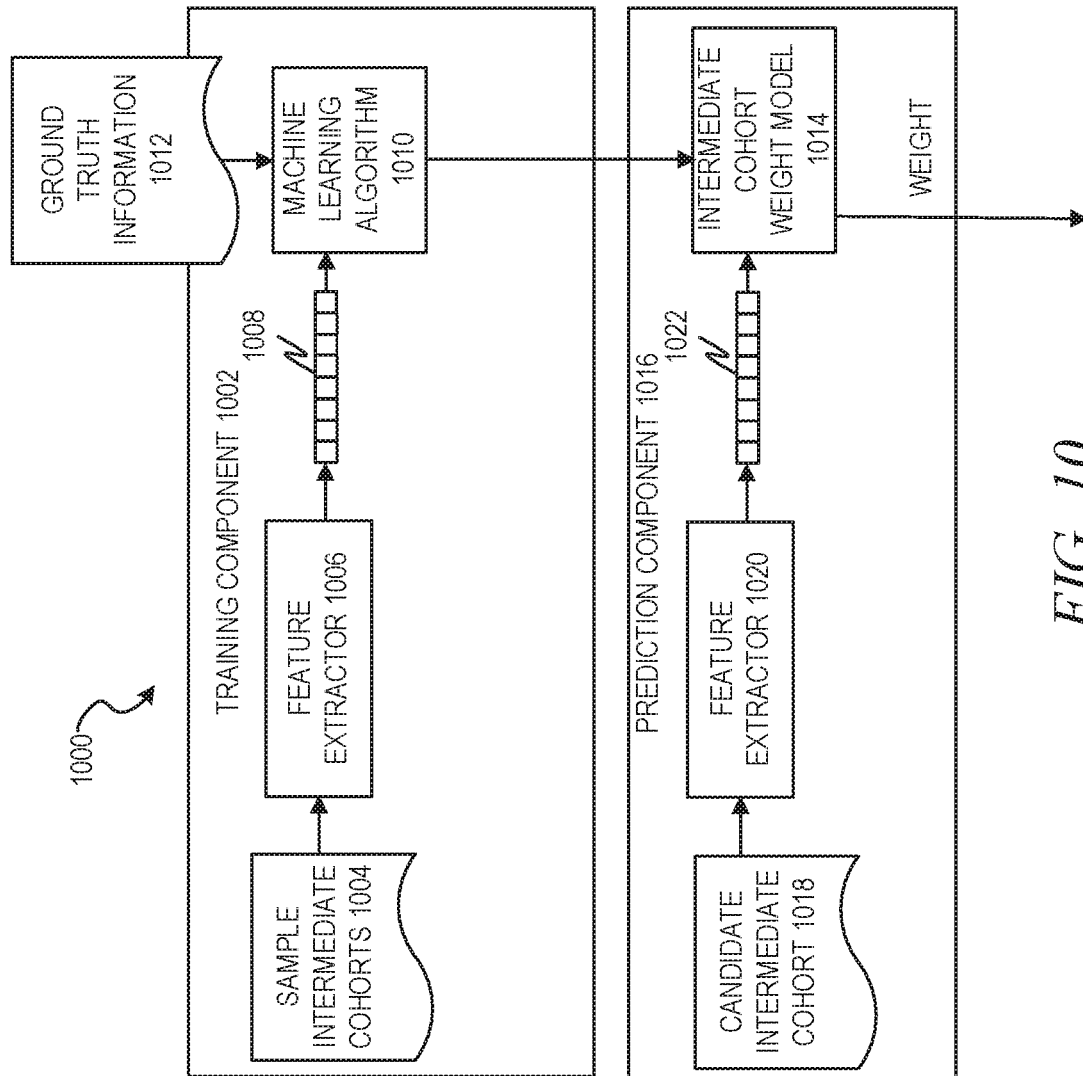 1000
GROUND
TRUTH
INFORMATION
1012
TRAINING COMPONENT 1002
SAMPLE
INTERMEDIATE
COHORTS 1004
FEATURE
EXTRACTOR 1006
1008
MACHINE
LEARNING
ALGORITHM
1010
PREDICTION COMPONENT 1016
CANDIDATE
INTERMEDIATE
COHORT 1018
FEATURE
EXTRACTOR 1020
1022
INTERMEDIATE
COHORT
WEIGHT MODEL
1014
WEIGHT
FIG. 10